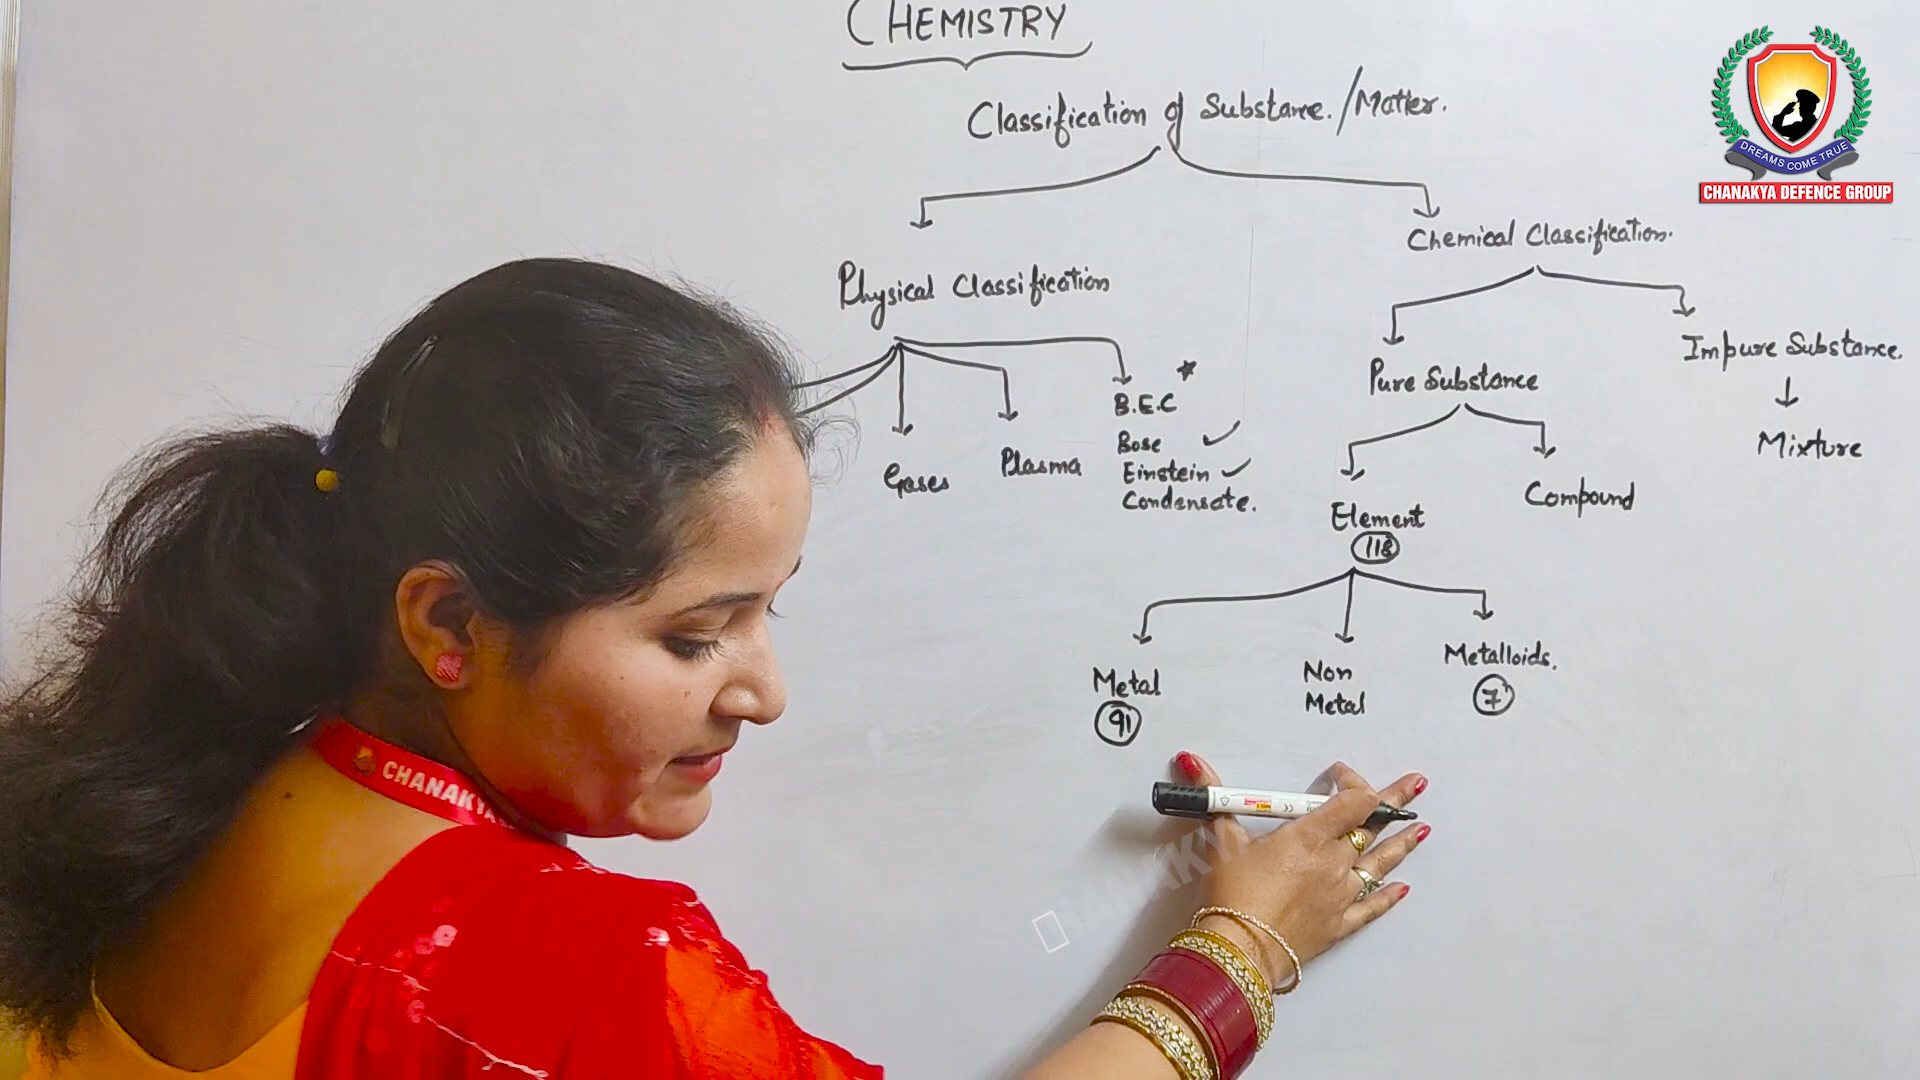 CHEMISTRY
Classification of Substance./Matter.
DREAMS COME TRUE
CHANAKYA DEFENCE GROUP
Physical Classification
Chemical Classification.
Gases
Plasma
B.E.C
Bose
Einstein
Condensate.
Pure Substance
Impure Substance.
Mixture
Element
118
Compound
Metal
91
Non
Metal
Metalloids.
7
CHANAKYA